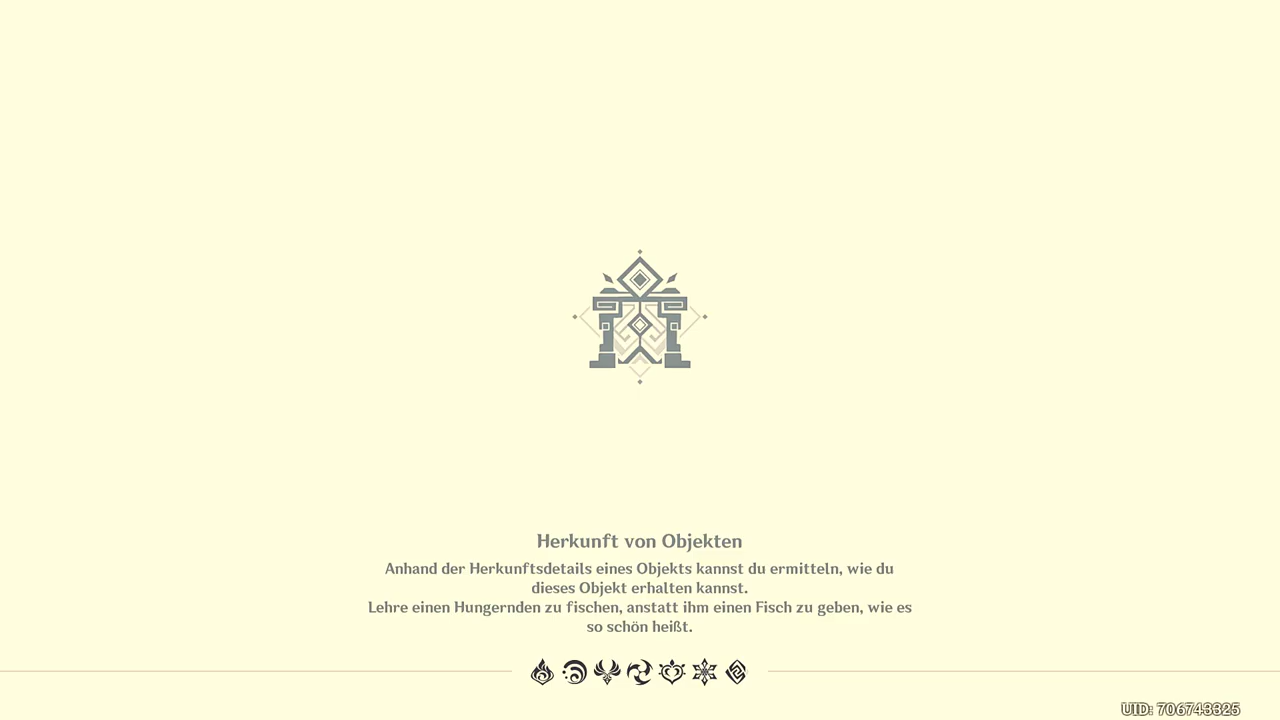 Herkunft von Objekten
Anhand der Herkunftsdetails eines Objekts kannst du ermitteln, wie du
dieses Objekt erhalten kannst.
Lehre einen Hungernden zu fischen, anstatt ihm einen Fisch zu geben, wie es
so schön heißt.
UID: 706743325